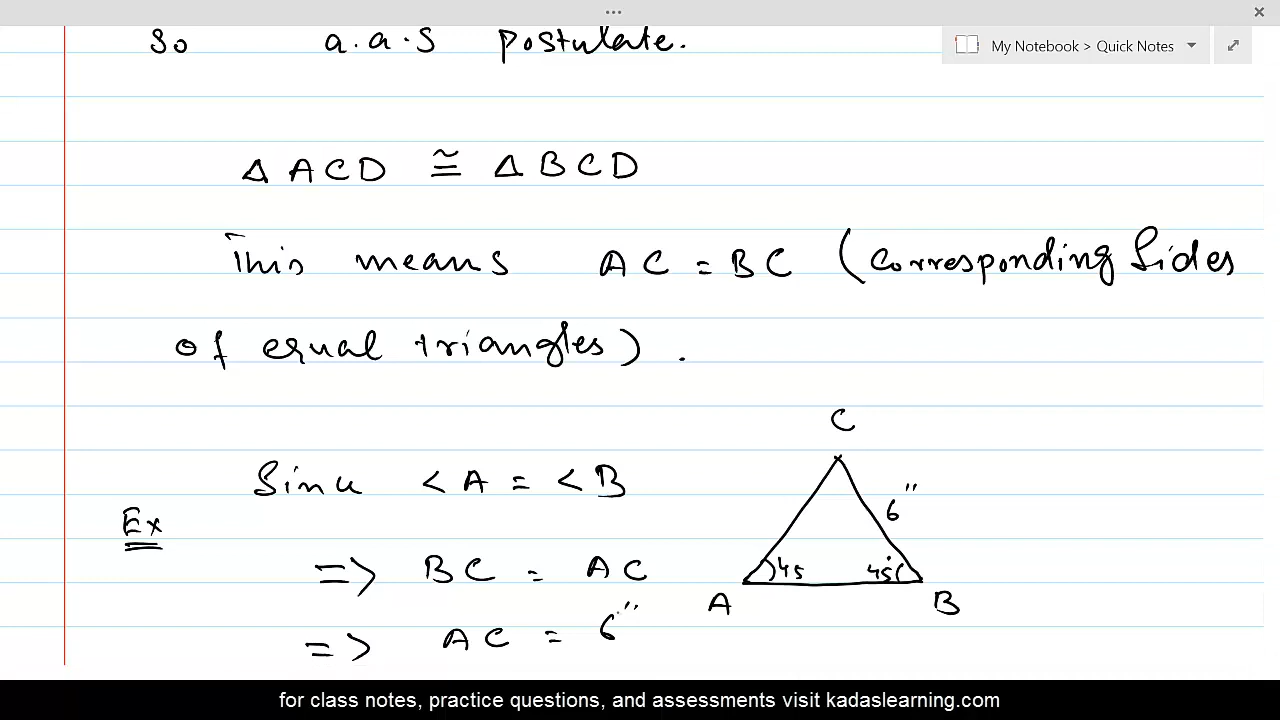 So a.a.s postulate.
My Notebook > Quick Notes
Δ ACD ≅ Δ BCD
This means AC = BC (corresponding sides
of equal triangles).
C
Since <A = <B
6"
Ex
=> BC = AC
45 45°
A B
=> AC = 6"
for class notes, practice questions, and assessments visit kadaslearning.com